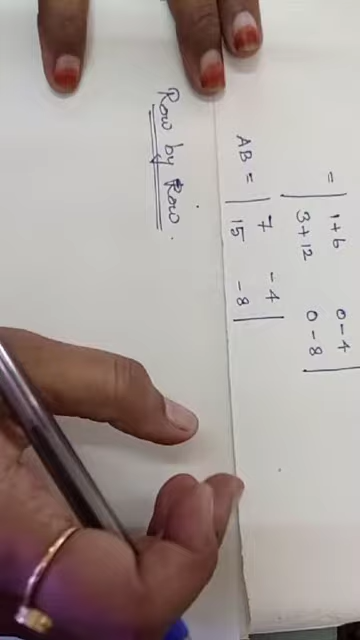 = | 1+6 0-4 |
| 3+12 0-8 |
AB = | 7 -4 |
| 15 -8 |
Row by Row.